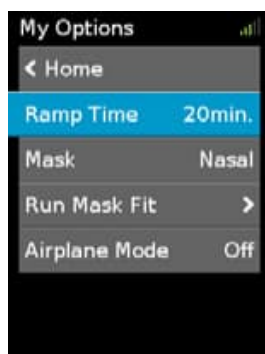 My Options
< Home
Ramp Time 20min.
Mask Nasal
Run Mask Fit >
Airplane Mode Off